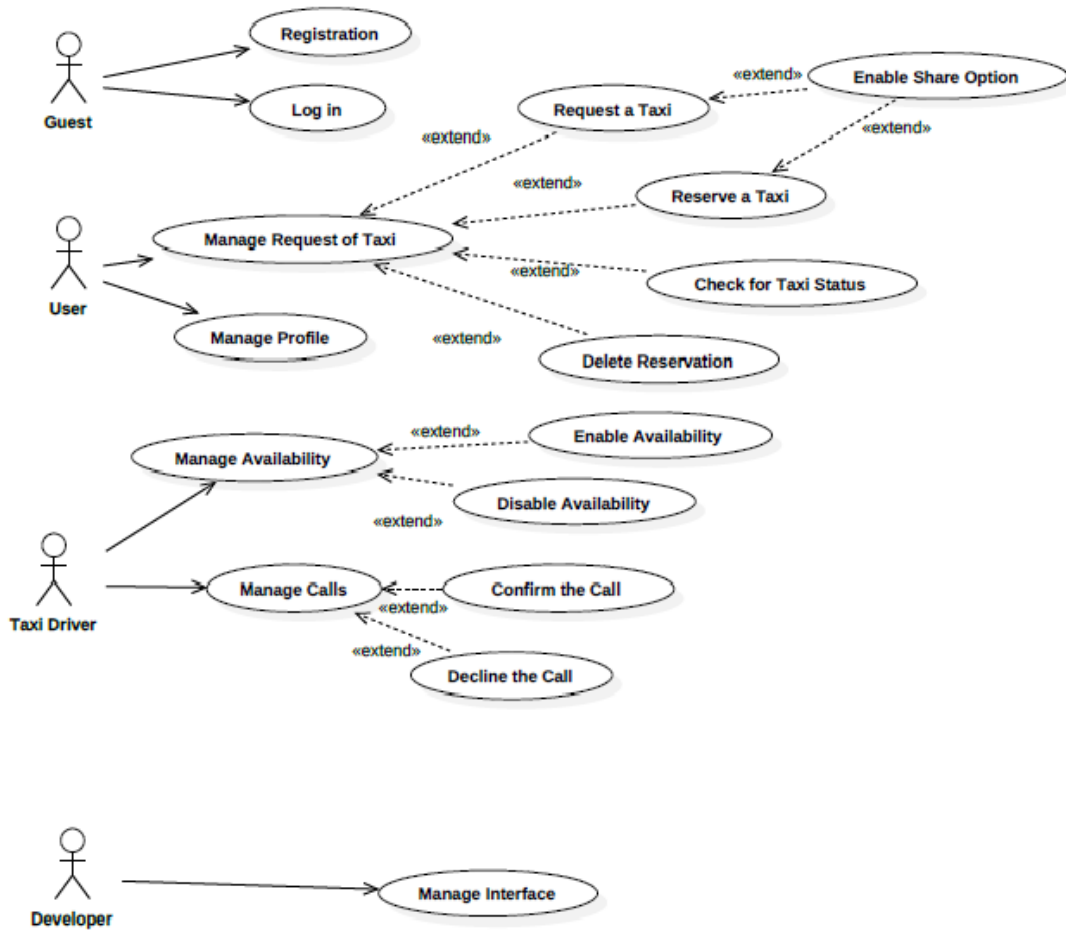 Registration
Guest
Log in
«extend»
Enable Share Option
Request a Taxi
«extend»
«extend»
«extend»
Reserve a Taxi
User
Manage Request of Taxi
«extend»
Check for Taxi Status
Manage Profile
«extend»
Delete Reservation
Manage Availability
«extend»
Enable Availability
Disable Availability
«extend»
Taxi Driver
Manage Calls
Confirm the Call
«extend»
«extend»
Decline the Call
Developer
Manage Interface